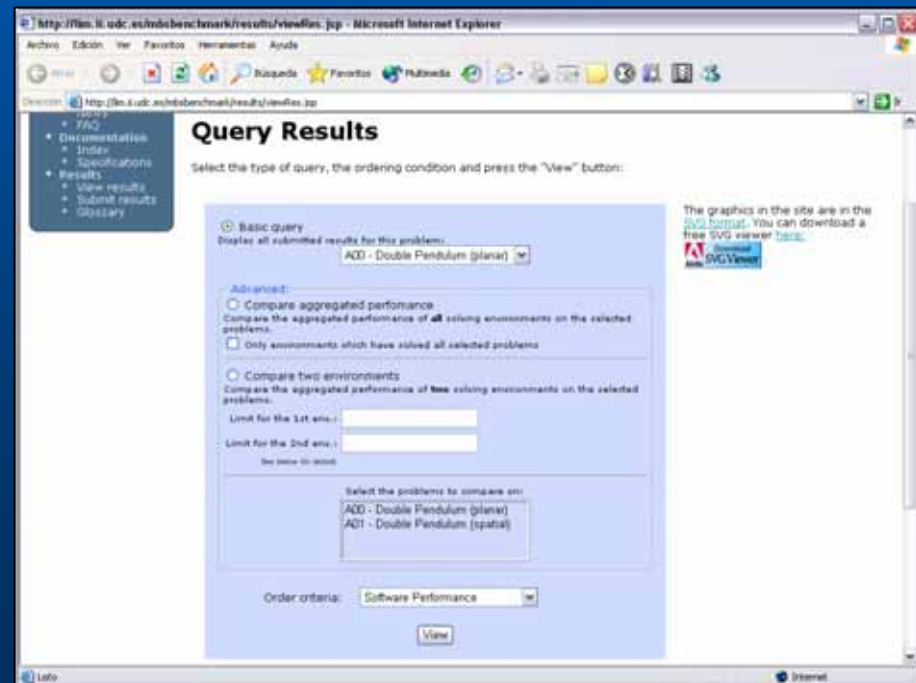 http://lim.ii.udc.es/mbsbenchmark/results/viewRes.jsp - Microsoft Internet Explorer
Archivo Edición Ver Favoritos Herramientas Ayuda
Atrás Búsqueda Favoritos Multimedia
Dirección http://lim.ii.udc.es/mbsbenchmark/results/viewRes.jsp
News
FAQ
Documentation
Index
Specifications
Results
View results
Submit results
Glossary
Query Results
Select the type of query, the ordering condition and press the "View" button:
Basic query
Display all submitted results for this problem:
A00 - Double Pendulum (planar)
Advanced:
Compare aggregated perfomance
Compare the aggregated performance of all solving environments on the selected
problems.
Only environments which have solved all selected problems
Compare two environments
Compare the aggregated performance of two solving environments on the selected
problems.
Limit for the 1st env.:
Limit for the 2nd env.:
Select the problems to compare on:
A00 - Double Pendulum (planar)
A01 - Double Pendulum (spatial)
Order criteria: Software Performance
View
The graphics in the site are in the
SVG format. You can download a
free SVG viewer here:
Download
SVG Viewer
Adobe
Listo
Internet